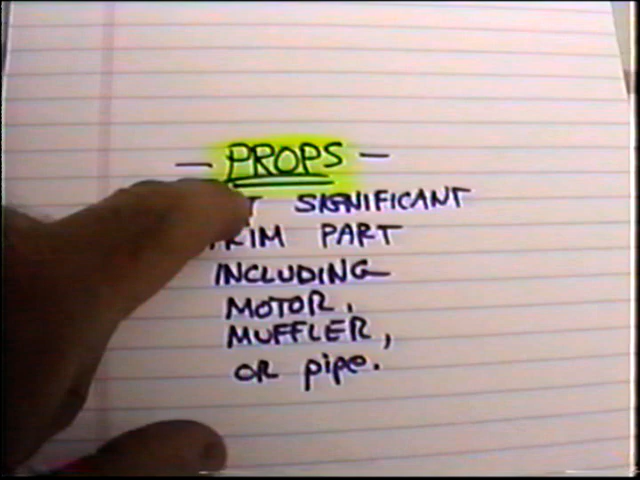 - PROPS -
SIGNIFICANT
PART
INCLUDING
MOTOR,
MUFFLER,
OR pipe.